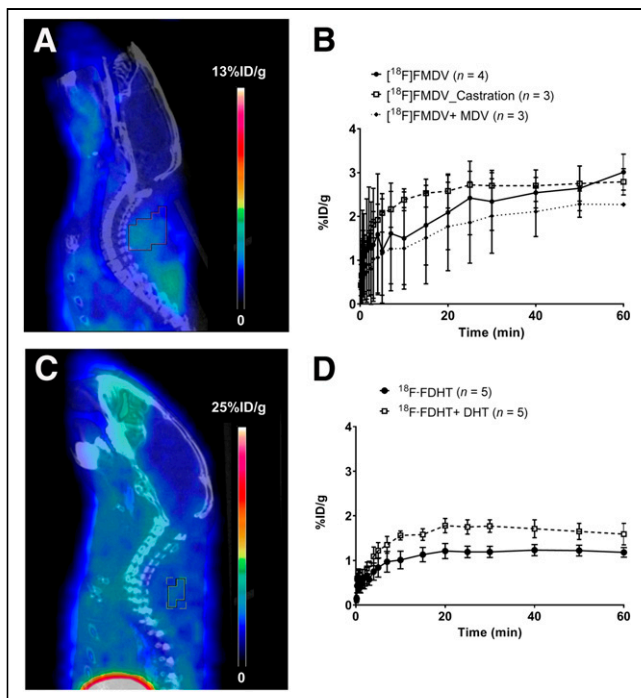 A
13%ID/g
0
B
[¹⁸F]FMDV (n = 4)
[¹⁸F]FMDV_Castration (n = 3)
[¹⁸F]FMDV+ MDV (n = 3)
4
3
2
1
0
%ID/g
0 20 40 60
Time (min)
C
25%ID/g
0
D
¹⁸F-FDHT (n = 5)
¹⁸F-FDHT+ DHT (n = 5)
4
3
2
1
0
%ID/g
0 20 40 60
Time (min)